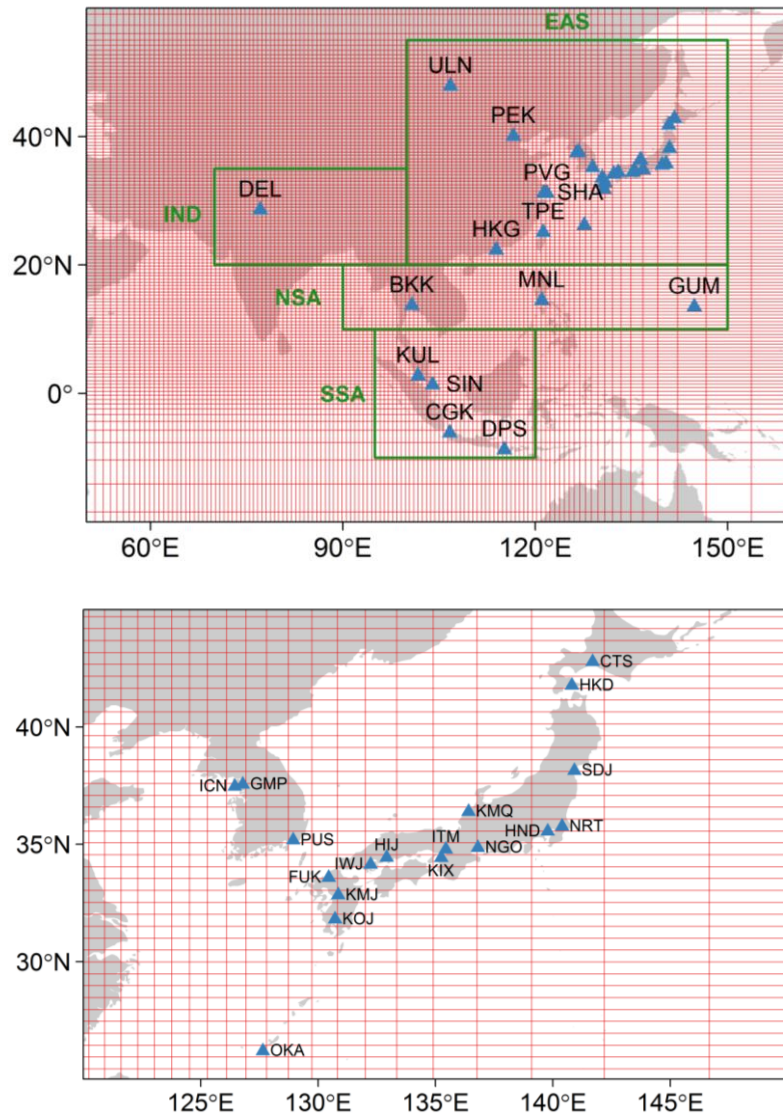 EAS
ULN
40°N
PEK
DEL
PVG
SHA
IND
TPE
HKG
20°N
BKK
MNL
GUM
NSA
KUL
SIN
0°
SSA
CGK
DPS
60°E 90°E 120°E 150°E
CTS
HKD
40°N
SDJ
ICN GMP
KMQ
NRT
HND
PUS
ITM
35°N
HIJ
NGO
IWJ
KIX
FUK
KMJ
KOJ
30°N
OKA
125°E 130°E 135°E 140°E 145°E